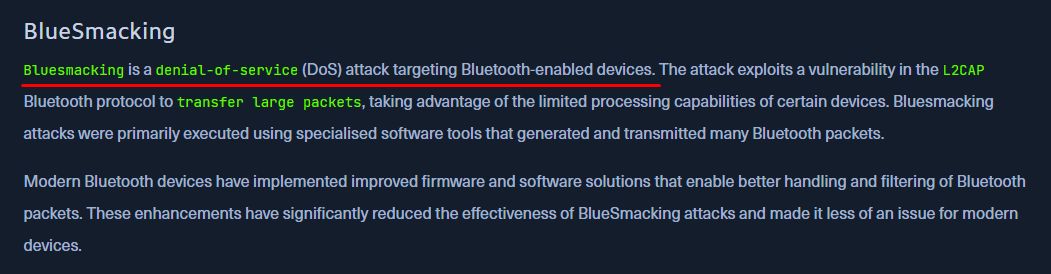 BlueSmacking
Bluesmacking is a denial-of-service (DoS) attack targeting Bluetooth-enabled devices. The attack exploits a vulnerability in the L2CAP
Bluetooth protocol to transfer large packets, taking advantage of the limited processing capabilities of certain devices. Bluesmacking
attacks were primarily executed using specialised software tools that generated and transmitted many Bluetooth packets.
Modern Bluetooth devices have implemented improved firmware and software solutions that enable better handling and filtering of Bluetooth
packets. These enhancements have significantly reduced the effectiveness of BlueSmacking attacks and made it less of an issue for modern
devices.